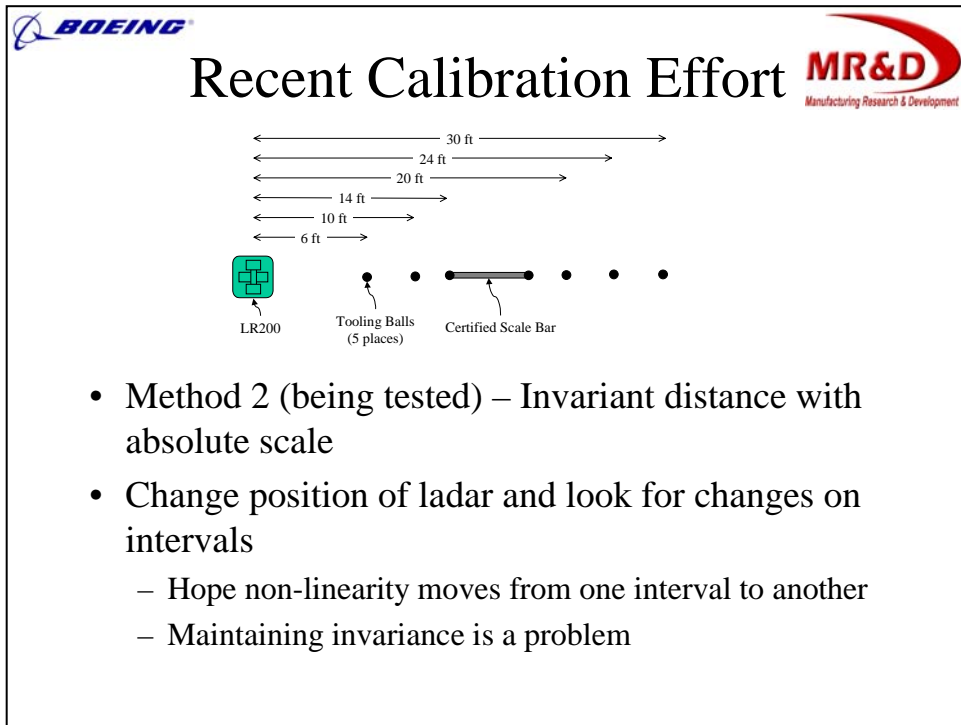 BOEING
Recent Calibration Effort
MR&D
Manufacturing Research & Development
30 ft
24 ft
20 ft
14 ft
10 ft
6 ft
LR200
Tooling Balls
(5 places)
Certified Scale Bar
• Method 2 (being tested) – Invariant distance with
absolute scale
• Change position of ladar and look for changes on
intervals
– Hope non-linearity moves from one interval to another
– Maintaining invariance is a problem